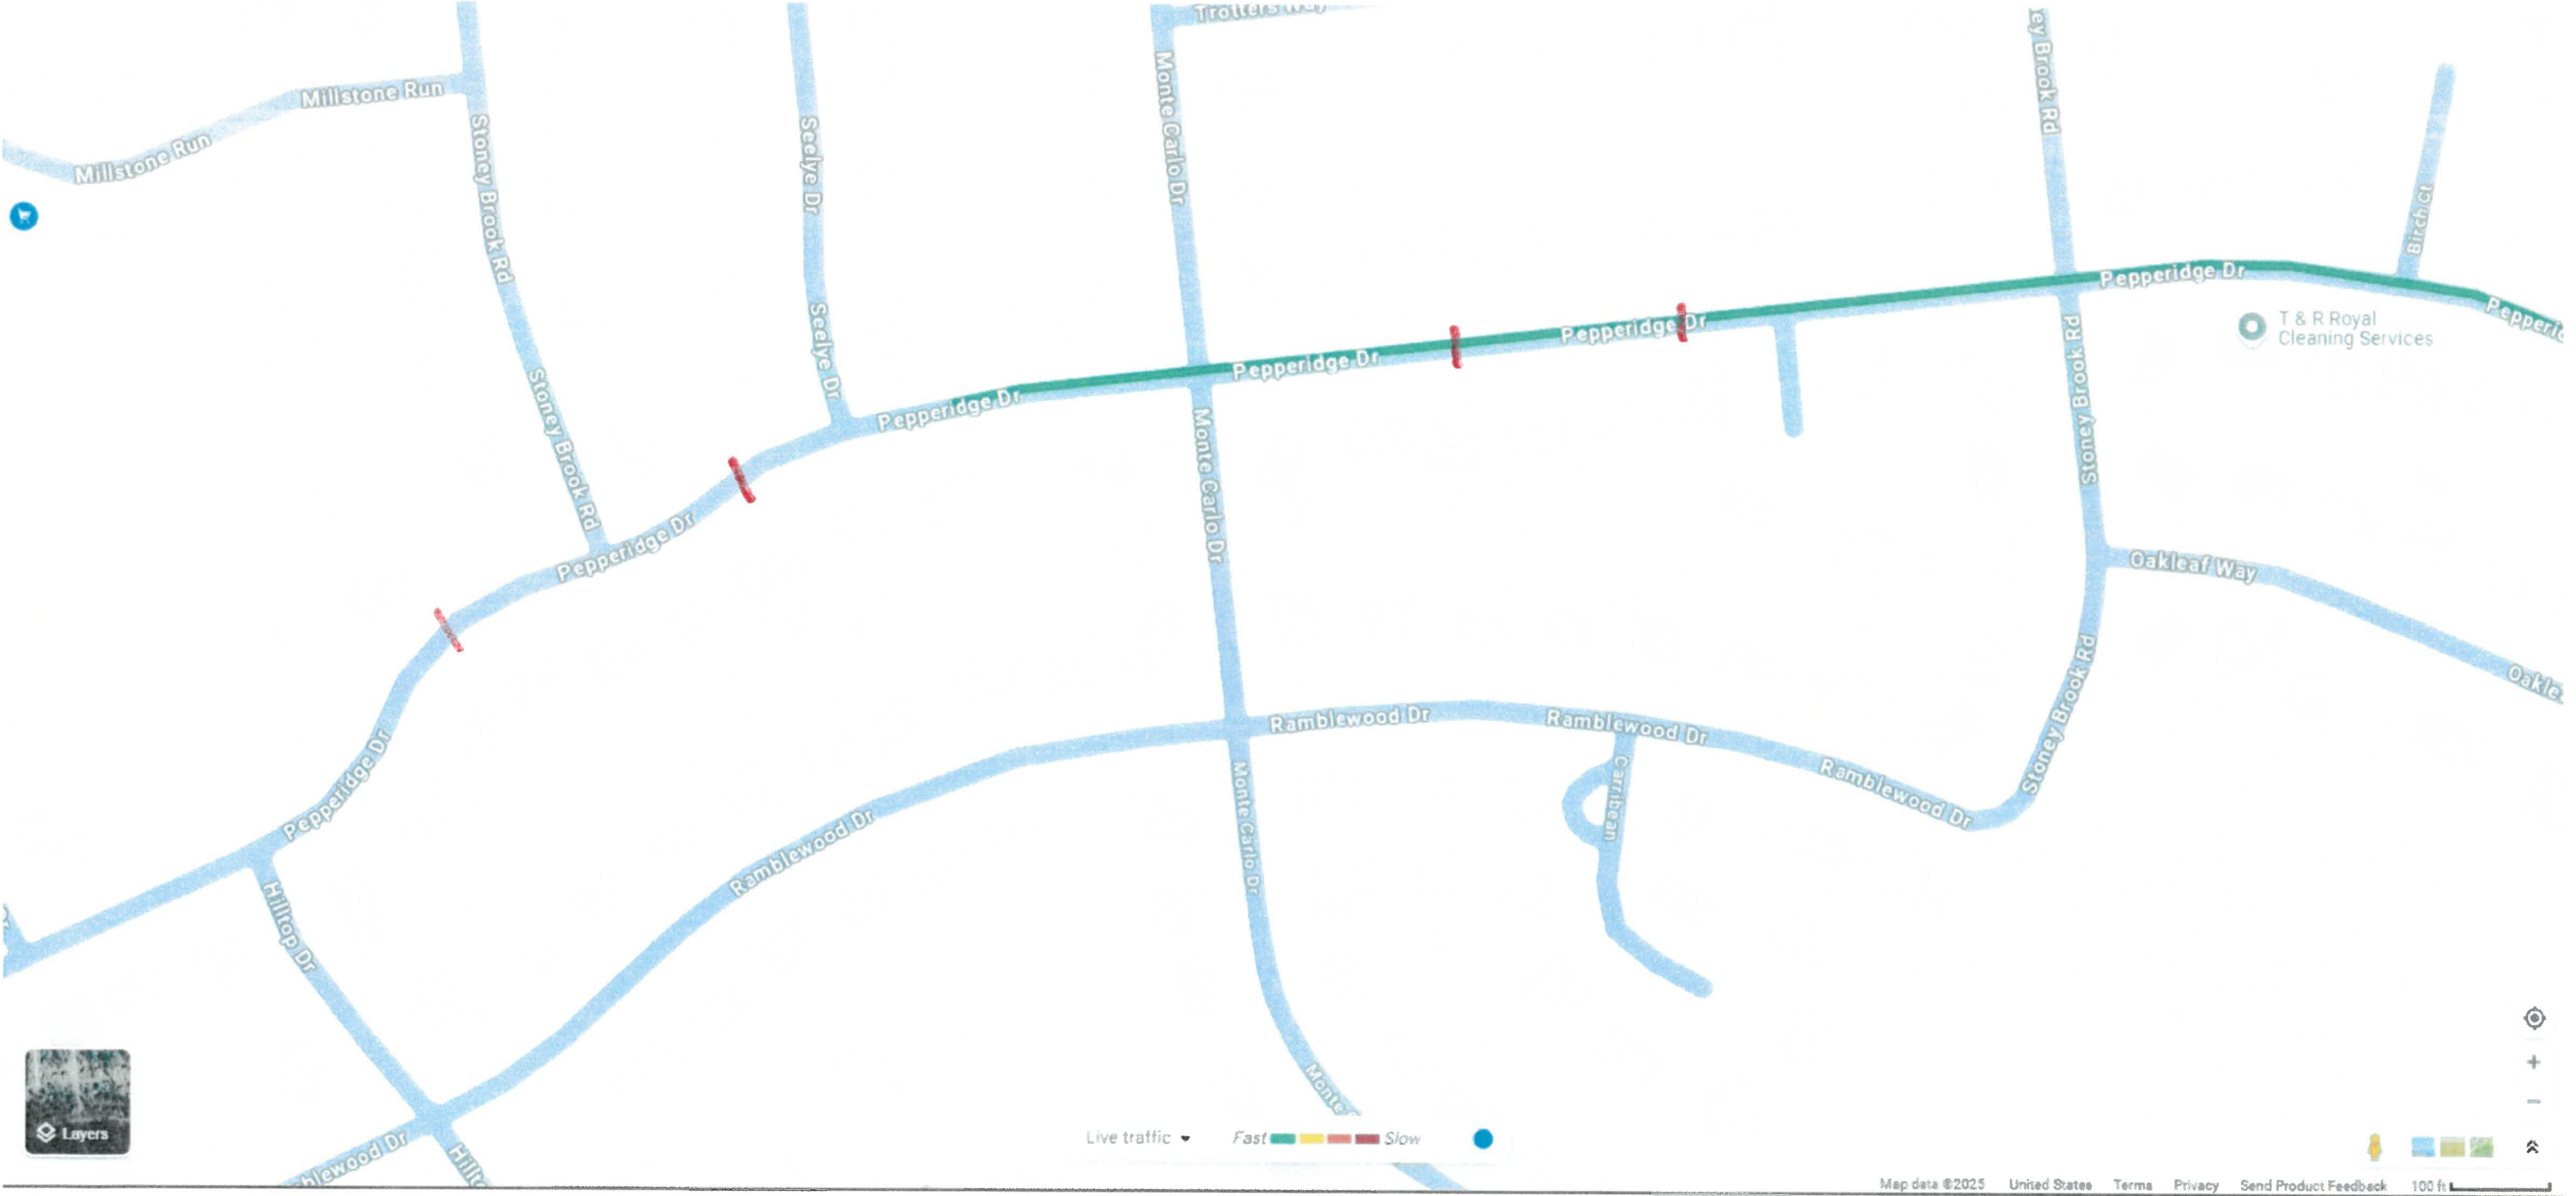 Trotters Way
Millstone Run
Millstone Run
Stoney Brook Rd
Stoney Brook Rd
Seelye Dr
Seelye Dr
Monte Carlo Dr
ey Brook Rd
Birch Ct
Pepperidge Dr
Pepperidge Dr
Pepperidge Dr
Pepperidge Dr
Pepperid
T & R Royal
Cleaning Services
Pepperidge Dr
Pepperidge Dr
Monte Carlo Dr
Stoney Brook Rd
Oakleaf Way
Oakle
Stoney Brook Rd
Ramblewood Dr
Ramblewood Dr
Ramblewood Dr
Ramblewood Dr
Carribean
Monte Carlo Dr
Monte C
Hilltop Dr
blewood Dr
Hillto
Layers
Live traffic
Fast
Slow
Map data ©2025
United States
Terms
Privacy
Send Product Feedback
100 ft